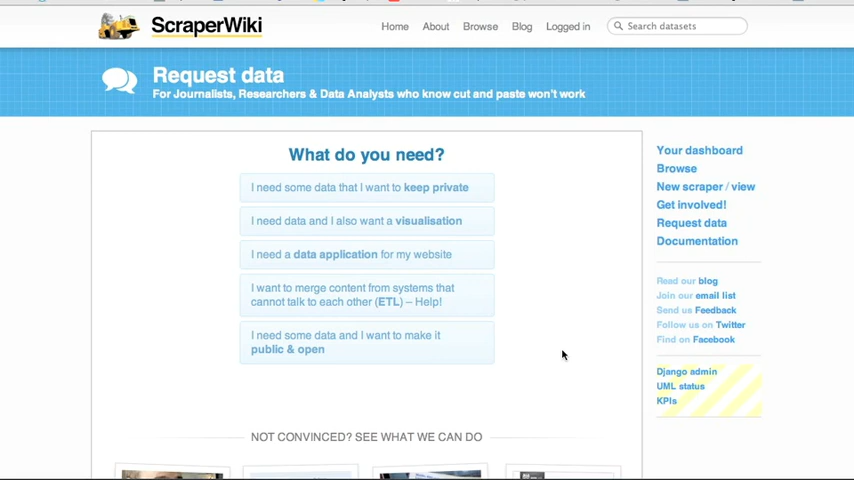 ScraperWiki
Home About Browse Blog Logged in
Search datasets
Request data
For Journalists, Researchers & Data Analysts who know cut and paste won't work
What do you need?
I need some data that I want to keep private
I need data and I also want a visualisation
I need a data application for my website
I want to merge content from systems that
cannot talk to each other (ETL) – Help!
I need some data and I want to make it
public & open
NOT CONVINCED? SEE WHAT WE CAN DO
Your dashboard
Browse
New scraper / view
Get involved!
Request data
Documentation
Read our blog
Join our email list
Send us Feedback
Follow us on Twitter
Find on Facebook
Django admin
UML status
KPIs